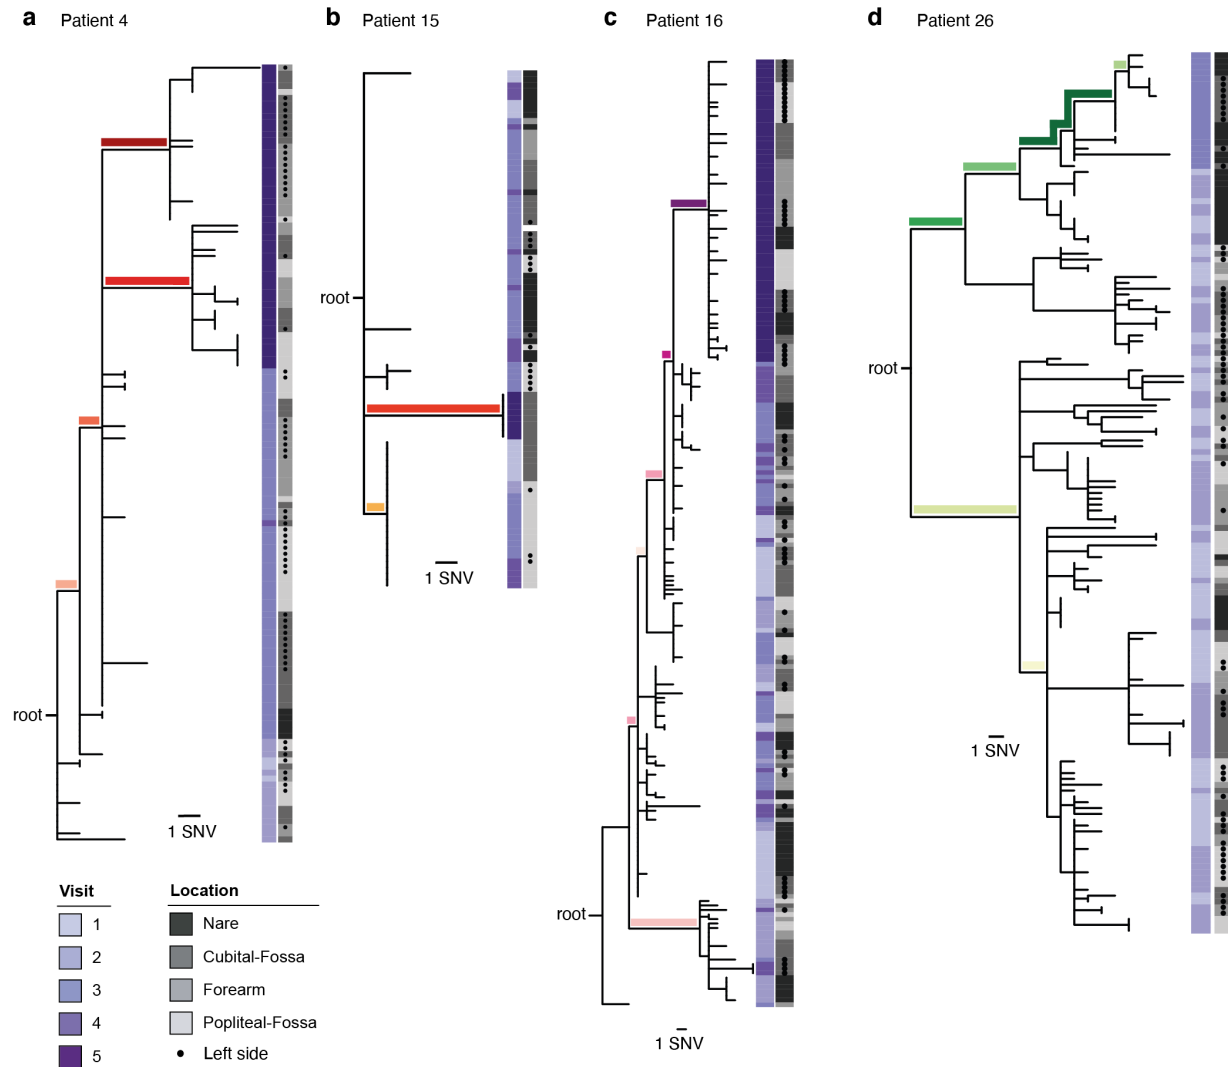 a Patient 4
b Patient 15
c Patient 16
d Patient 26
root
root
root
root
1 SNV
1 SNV
1 SNV
1 SNV
Visit
1
2
3
4
5
Location
Nare
Cubital-Fossa
Forearm
Popliteal-Fossa
Left side